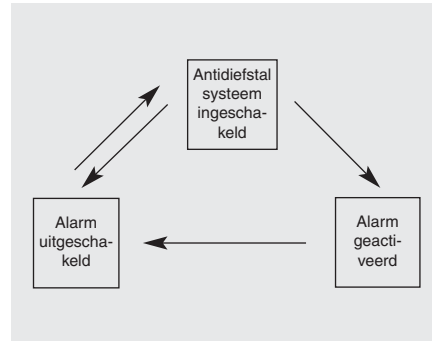 Antidiefstal
systeem
ingescha-
keld
Alarm
uitgescha-
keld
Alarm
geacti-
veerd